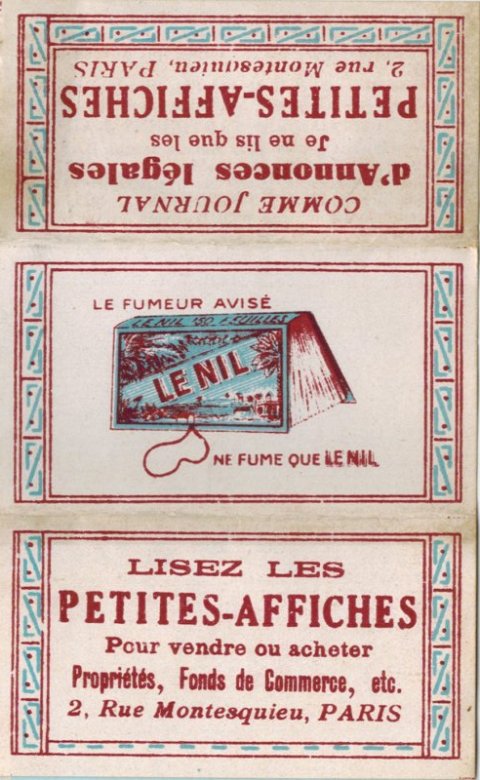 COMME JOURNAL
d'Annonces légales
Je ne lis que les
PETITES-AFFICHES
2, rue Montesquieu, PARIS
LE FUMEUR AVISÉ
LE NIL 150 FEUILLES
LE NIL
NE FUME QUE LE NIL
LISEZ LES
PETITES-AFFICHES
Pour vendre ou acheter
Propriétés, Fonds de Commerce, etc.
2, Rue Montesquieu, PARIS